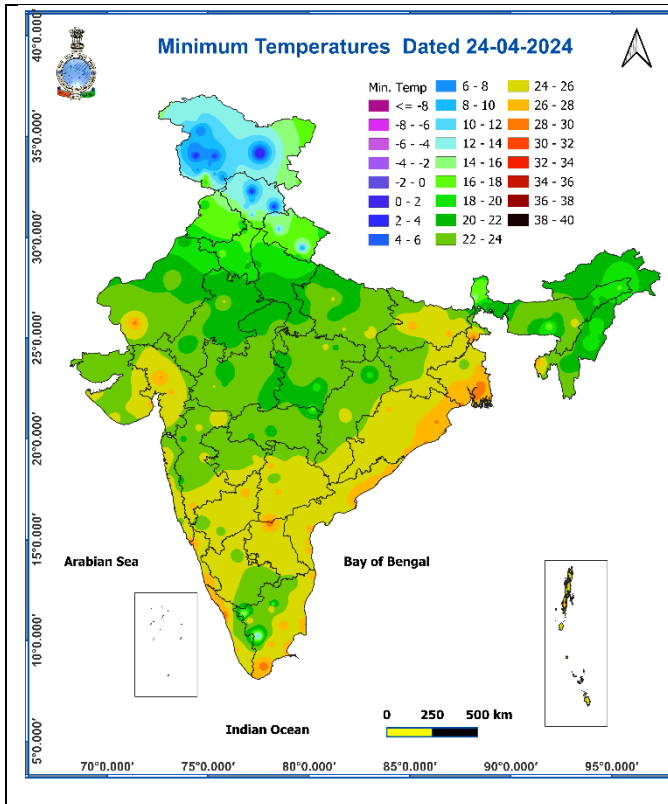 Minimum Temperatures Dated 24-04-2024
Min. Temp
<= -8
-8 - -6
-6 - -4
-4 - -2
-2 - 0
0 - 2
2 - 4
4 - 6
6 - 8
8 - 10
10 - 12
12 - 14
14 - 16
16 - 18
18 - 20
20 - 22
22 - 24
24 - 26
26 - 28
28 - 30
30 - 32
32 - 34
34 - 36
36 - 38
38 - 40
40°0.000'
35°0.000'
30°0.000'
25°0.000'
20°0.000'
15°0.000'
10°0.000'
5°0.000'
Arabian Sea
Bay of Bengal
Indian Ocean
0 250 500 km
70°0.000' 75°0.000' 80°0.000' 85°0.000' 90°0.000' 95°0.000'